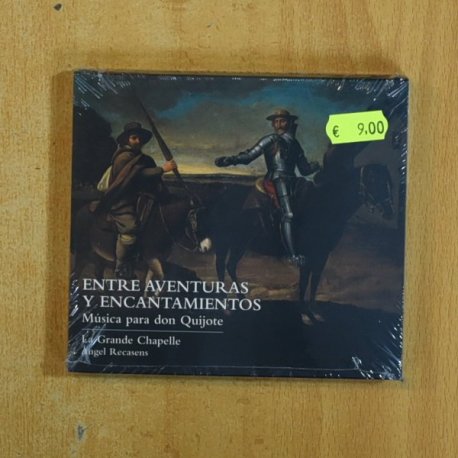 € 9,00
ENTRE AVENTURAS
Y ENCANTAMIENTOS
Música para don Quijote
La Grande Chapelle
Ángel Recasens